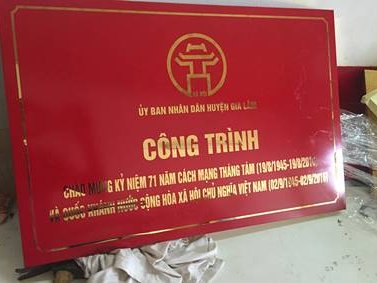 HÀ NỘI
ỦY BAN NHÂN DÂN HUYỆN GIA LÂM
CÔNG TRÌNH
CHÀO MỪNG KỶ NIỆM 71 NĂM CÁCH MẠNG THÁNG TÁM (19/8/1945-19/8/2016)
VÀ QUỐC KHÁNH NƯỚC CỘNG HÒA XÃ HỘI CHỦ NGHĨA VIỆT NAM (02/9/1945-02/9/2016)